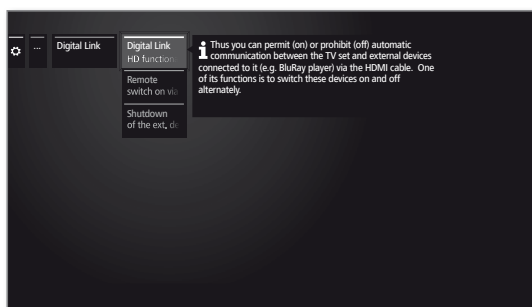 ...
Digital Link
Digital Link
HD function
Remote
switch on via
Shutdown
of the ext. de
Thus you can permit (on) or prohibit (off) automatic
communication between the TV set and external devices
connected to it (e.g. BluRay player) via the HDMI cable. One
of its functions is to switch these devices on and off
alternately.